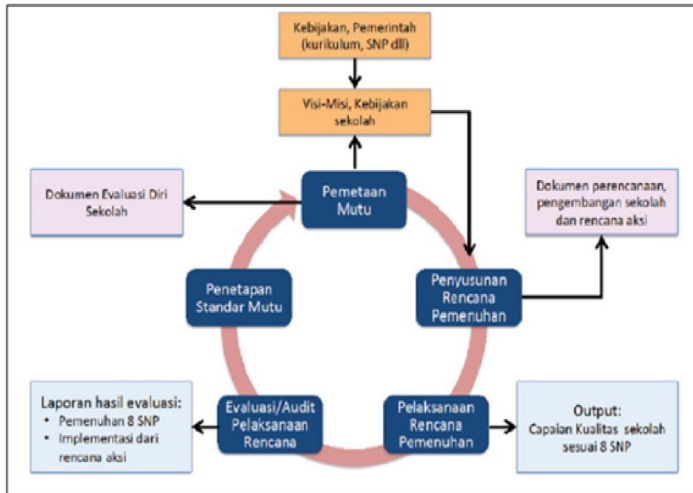 Kebijakan, Pemerintah
(kurikulum, SNP dll)
Visi-Misi, Kebijakan
sekolah
Pemetaan
Mutu
Dokumen Evaluasi Diri
Sekolah
Dokumen perencanaan,
pengembangan sekolah
dan rencana aksi
Penetapan
Standar Mutu
Penyusunan
Rencana
Pemenuhan
Laporan hasil evaluasi:
• Pemenuhan 8 SNP
• Implementasi dari
rencana aksi
Evaluasi/Audit
Pelaksanaan
Rencana
Pelaksanaan
Rencana
Pemenuhan
Output:
Capaian Kualitas sekolah
sesuai 8 SNP